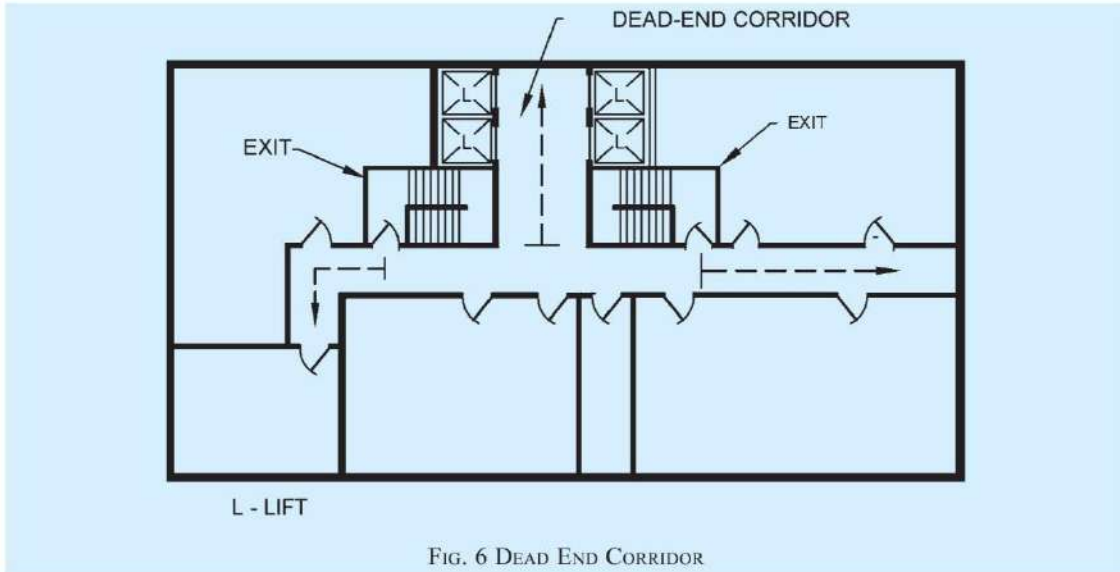 DEAD-END CORRIDOR
L
L
L
L
EXIT
EXIT
L - LIFT
FIG. 6 DEAD END CORRIDOR